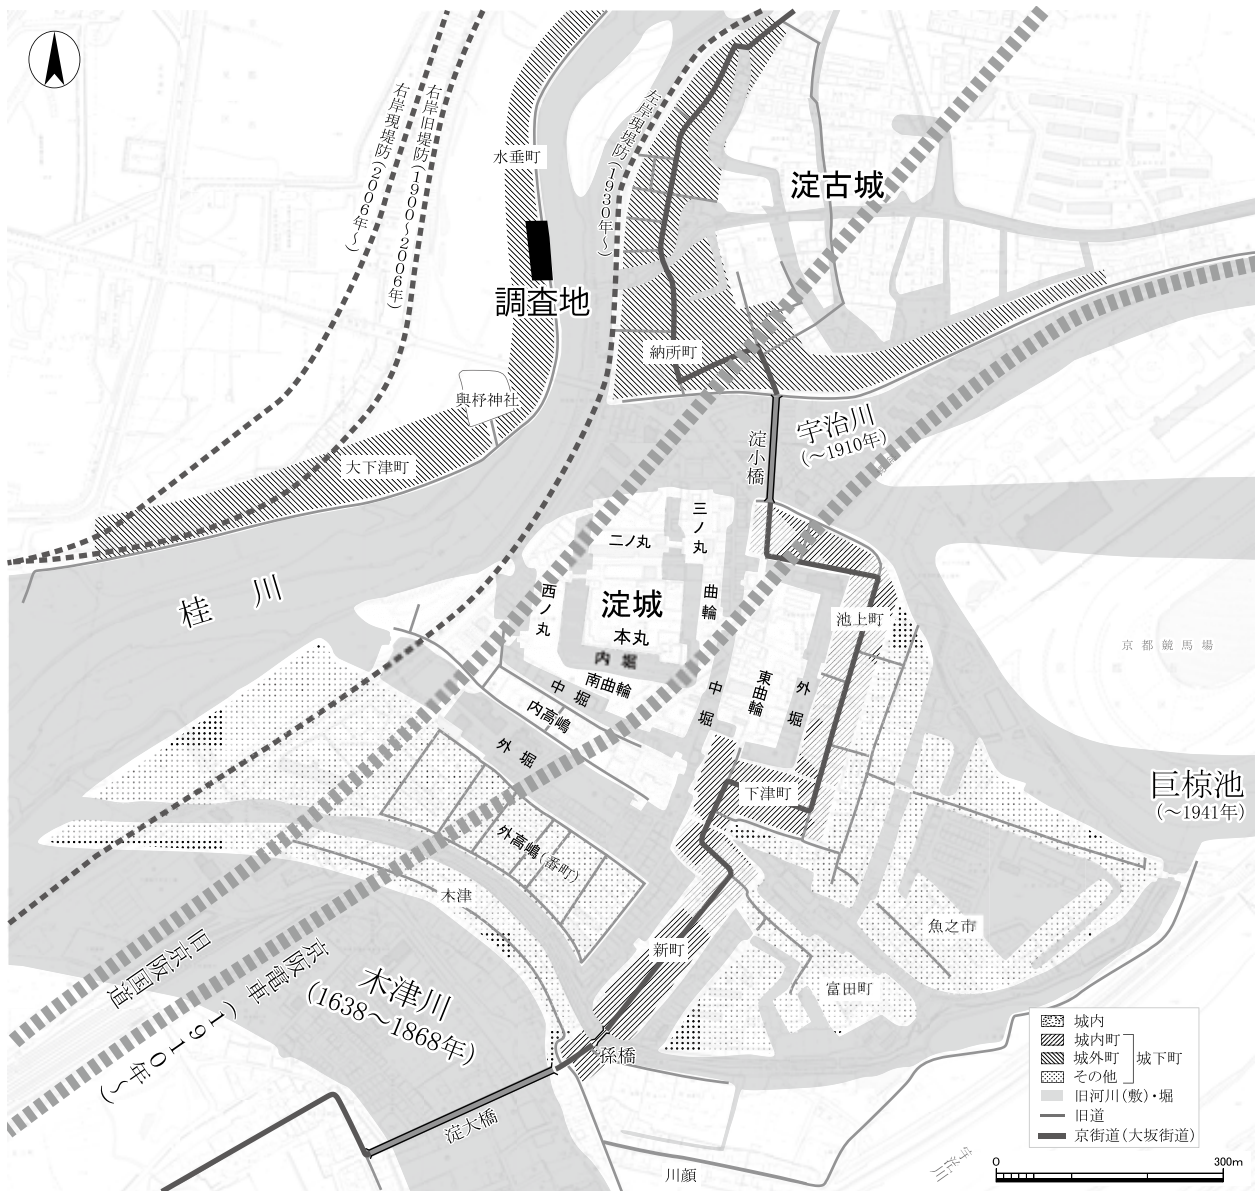 右岸現堤防(2006年～)
右岸旧堤防(1900～2006年)
左岸現堤防(1930年～)
水垂町
淀古城
調査地
納所町
與杼神社
大下津町
淀小橋
宇治川
(～1910年)
桂 川
三ノ丸
二ノ丸
西ノ丸
淀城
本丸
曲輪
内堀
南曲輪
中堀
内高嶋
外堀
中堀
東曲輪
外堀
池上町
京都競馬場
下津町
巨椋池
(～1941年)
外高嶋(番町)
木津
魚之市
新町
富田町
旧京阪国道
京阪電車
(1910年～)
木津川
(1638～1868年)
孫橋
淀大橋
川顔
宇治川
城内
城内町
城外町
城下町
その他
旧河川(敷)・堀
旧道
京街道(大坂街道)
0 300m